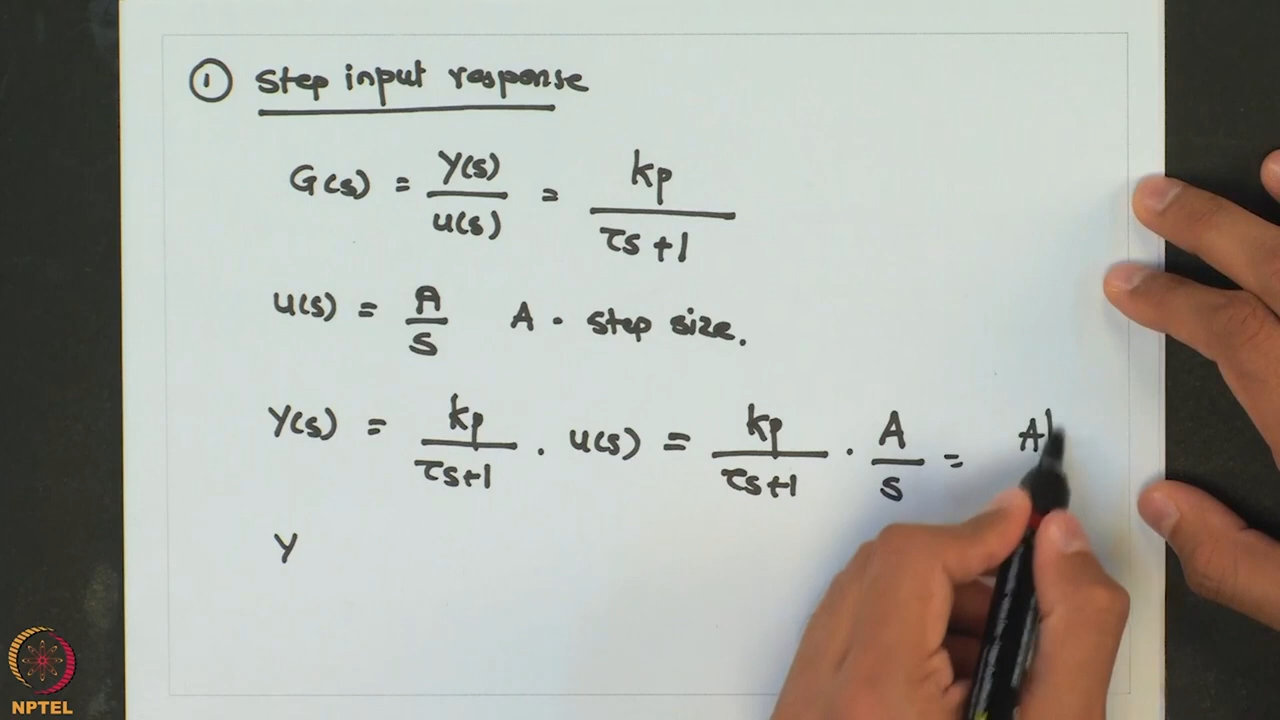 ① Step input response
G(s) = Y(s)/u(s) = kp/τs+1
u(s) = A/s A - step size.
Y(s) = kp/τs+1 . u(s) = kp/τs+1 . A/s = A
Y
NPTEL